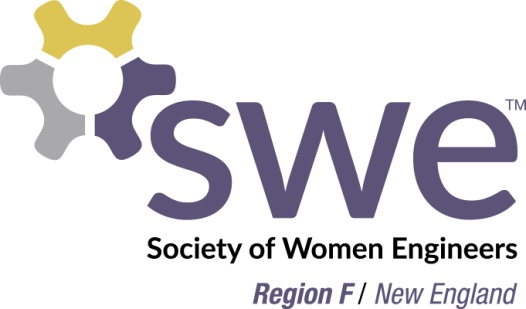 swe™
Society of Women Engineers
Region F / New England